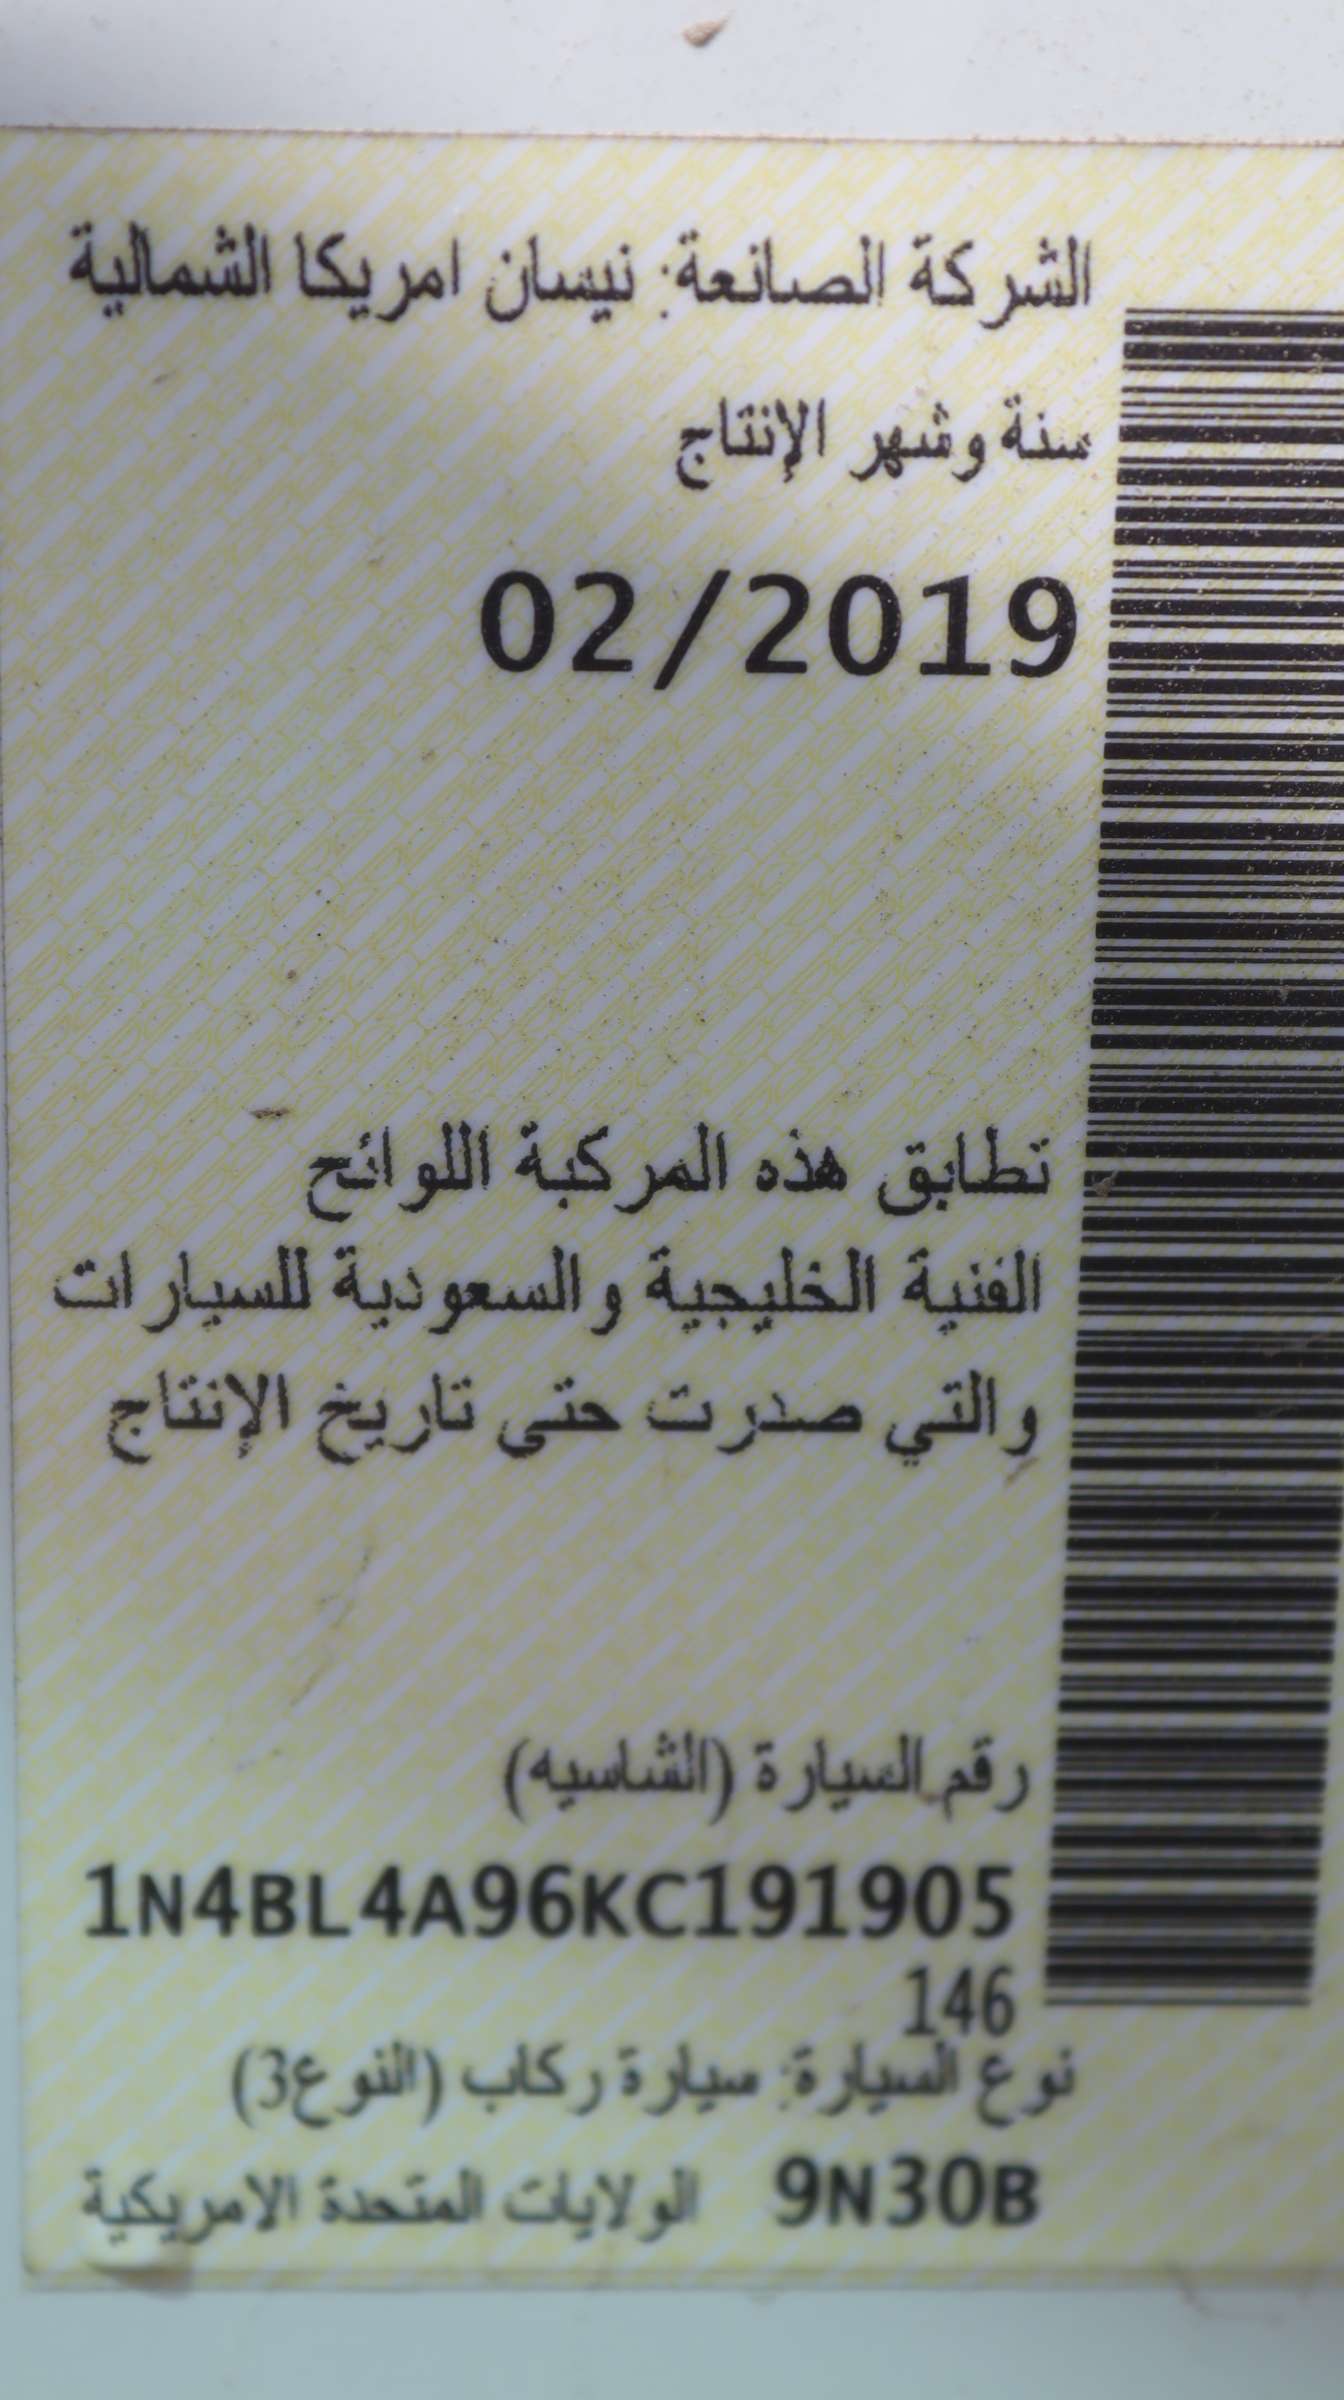 الشركة الصانعة: نيسان امريكا الشمالية
سنة وشهر الإنتاج
02/2019
تطابق هذه المركبة اللوائح
الفنية الخليجية والسعودية للسيارات
والتي صدرت حتى تاريخ الإنتاج
رقم السيارة (الشاسيه)
1N4BL4A96KC191905
146
نوع السيارة: سيارة ركاب (النوع3)
9N30B الولايات المتحدة الامريكية